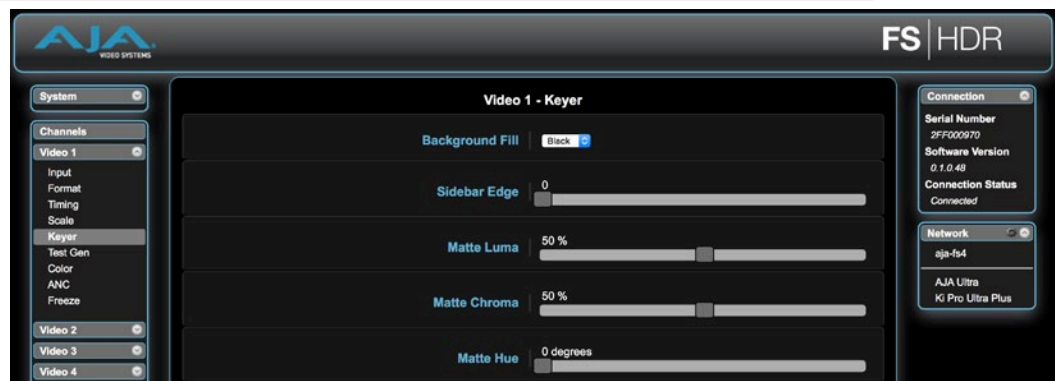 AJA
VIDEO SYSTEMS
FS|HDR
System
Channels
Video 1
Input
Format
Timing
Scale
Keyer
Test Gen
Color
ANC
Freeze
Video 2
Video 3
Video 4
Video 1 - Keyer
Background Fill Black
Sidebar Edge 0
Matte Luma 50 %
Matte Chroma 50 %
Matte Hue 0 degrees
Connection
Serial Number
2FF000970
Software Version
0.1.0.48
Connection Status
Connected
Network
aja-fs4
AJA Ultra
Ki Pro Ultra Plus